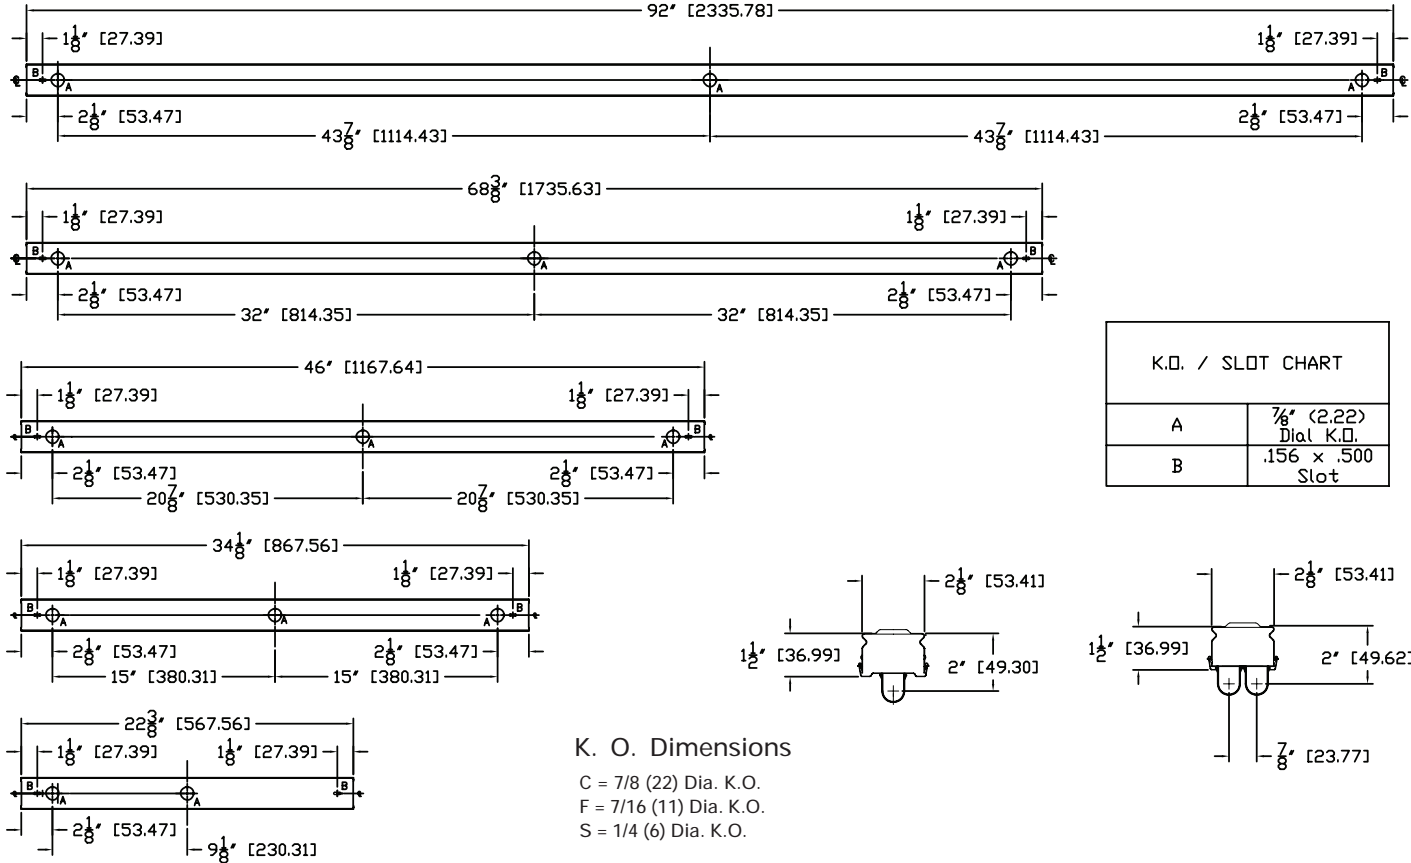 92" [2335.78]
1 1/8" [27.39]
1 1/8" [27.39]
B
A
A
A
B
2 1/8" [53.47]
2 1/8" [53.47]
43 7/8" [1114.43]
43 7/8" [1114.43]
68 3/8" [1735.63]
1 1/8" [27.39]
1 1/8" [27.39]
B
A
A
A
B
2 1/8" [53.47]
2 1/8" [53.47]
32" [814.35]
32" [814.35]
46" [1167.64]
1 1/8" [27.39]
1 1/8" [27.39]
B
A
A
A
B
2 1/8" [53.47]
2 1/8" [53.47]
20 7/8" [530.35]
20 7/8" [530.35]
K.O. / SLOT CHART
A
7/8" (2.22)
Dial K.O.
B
.156 x .500
Slot
34 1/8" [867.56]
1 1/8" [27.39]
1 1/8" [27.39]
B
A
A
A
B
2 1/8" [53.47]
2 1/8" [53.47]
15" [380.31]
15" [380.31]
2 1/8" [53.41]
1 1/2" [36.99]
2" [49.30]
2 1/8" [53.41]
1 1/2" [36.99]
2" [49.62]
7/8" [23.77]
22 3/8" [567.56]
1 1/8" [27.39]
1 1/8" [27.39]
B
A
A
B
2 1/8" [53.47]
9 1/8" [230.31]
K. O. Dimensions
C = 7/8 (22) Dia. K.O.
F = 7/16 (11) Dia. K.O.
S = 1/4 (6) Dia. K.O.